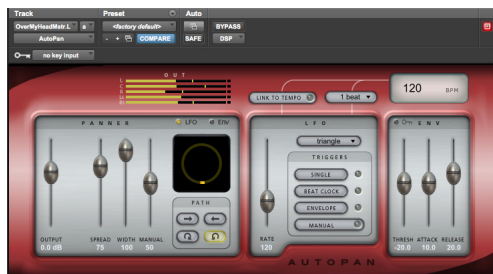 Track Preset Auto
OverMyHeadMstr.L a <factory default>
BYPASS
AutoPan - + COMPARE SAFE DSP
no key input
OUT
L
C
R
Ls
Rs
LINK TO TEMPO 1 beat 120 BPM
PANNER LFO Env
LFO
ENV
triangle
TRIGGERS
SINGLE
BEAT CLOCK
ENVELOPE
MANUAL
PATH
OUTPUT SPREAD WIDTH MANUAL RATE THRESH ATTACK RELEASE
0.0 dB 75 100 50 120 -20.0 10.0 20.0
AUTOPAN